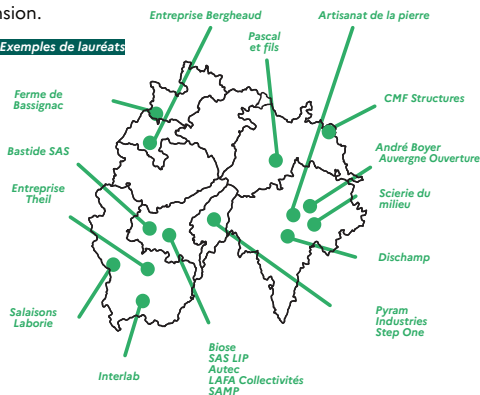 nsion.
Exemples de lauréats
Entreprise Bergheaud
Artisanat de la pierre
Pascal
et fils
Ferme de
Bassignac
CMF Structures
Bastide SAS
André Boyer
Auvergne Ouverture
Entreprise
Theil
Scierie du
milieu
Dischamp
Salaisons
Laborie
Pyram
Industries
Step One
Interlab
Biose
SAS LIP
Autec
LAFA Collectivités
SAMP